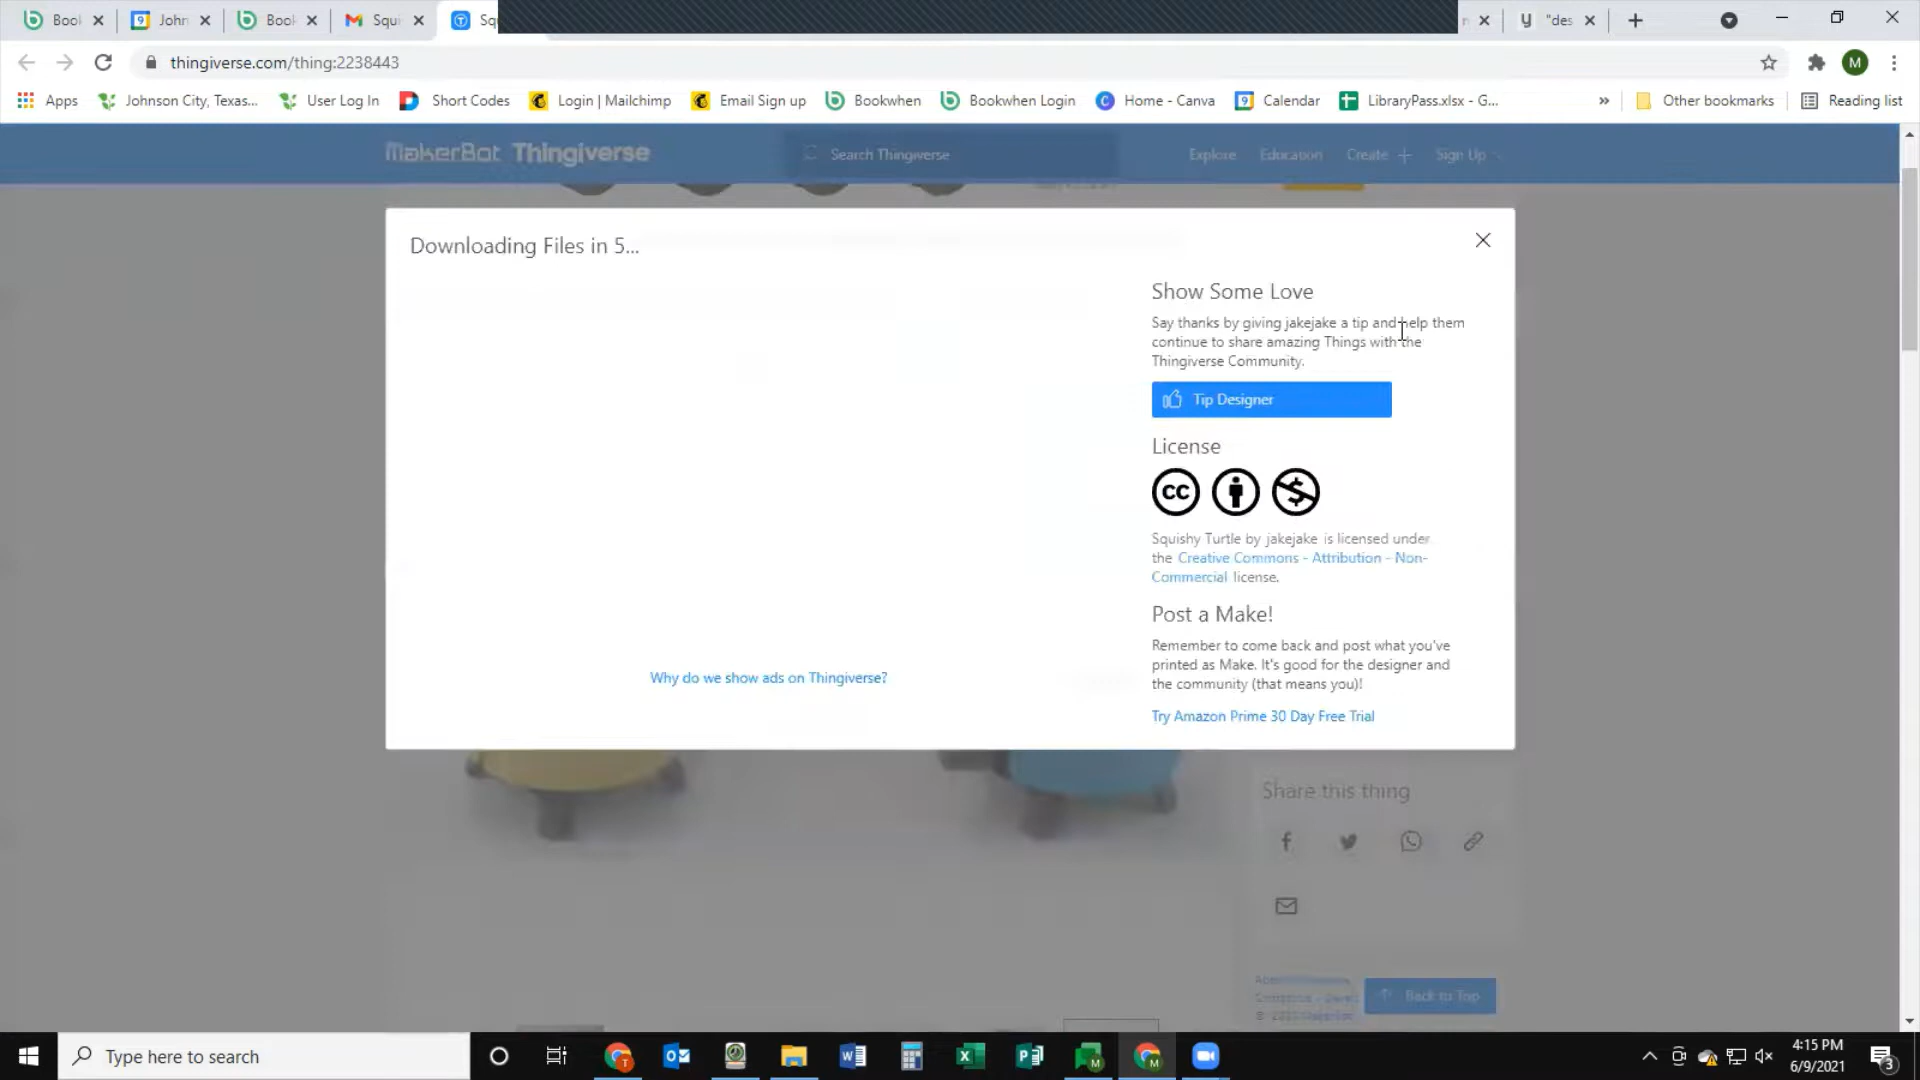 Book
John
Book
Squi
Sq
"des
thingiverse.com/thing:2238443
M
Apps
Johnson City, Texas...
User Log In
Short Codes
Login | Mailchimp
Email Sign up
Bookwhen
Bookwhen Login
Home - Canva
Calendar
LibraryPass.xlsx - G...
»
Other bookmarks
Reading list
MakerBot Thingiverse
Search Thingiverse
Explore
Education
Create +
Sign Up
Downloading Files in 5...
Show Some Love
Say thanks by giving jakejake a tip and help them
continue to share amazing Things with the
Thingiverse Community.
Tip Designer
License
CC
Squishy Turtle by jakejake is licensed under
the Creative Commons - Attribution - Non-
Commercial license.
Post a Make!
Remember to come back and post what you've
printed as Make. It's good for the designer and
the community (that means you)!
Why do we show ads on Thingiverse?
Try Amazon Prime 30 Day Free Trial
Share this thing
Back to Top
Type here to search
4:15 PM
6/9/2021
3